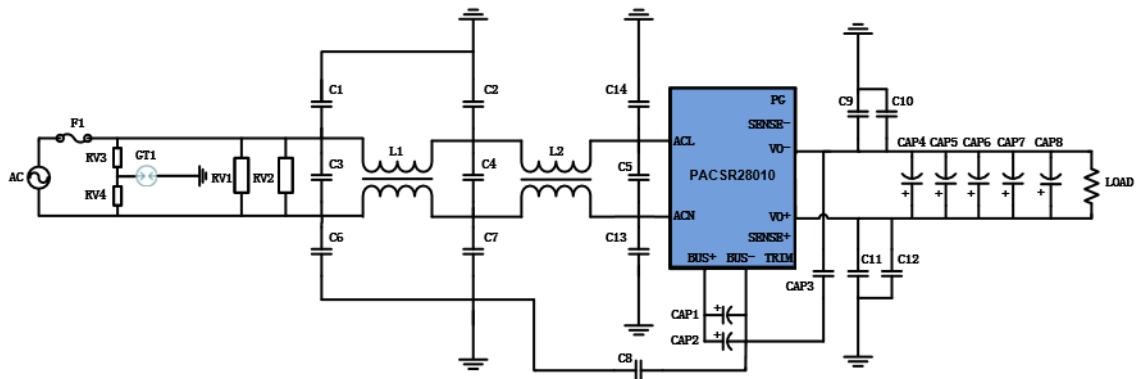 C1
C2
C14
C9
C10
F1
PG
SENSE-
RV3
GT1
L1
L2
ACL
VO-
CAP4
CAP5
CAP6
CAP7
CAP8
AC
RV1
RV2
C3
C4
C5
PACSR28010
LOAD
RV4
ACN
VO+
C6
C7
C13
SENSE+
BUS+
BUS-
TRIM
C11
C12
CAP3
CAP1
+
CAP2
+
C8
+
+
+
+
+